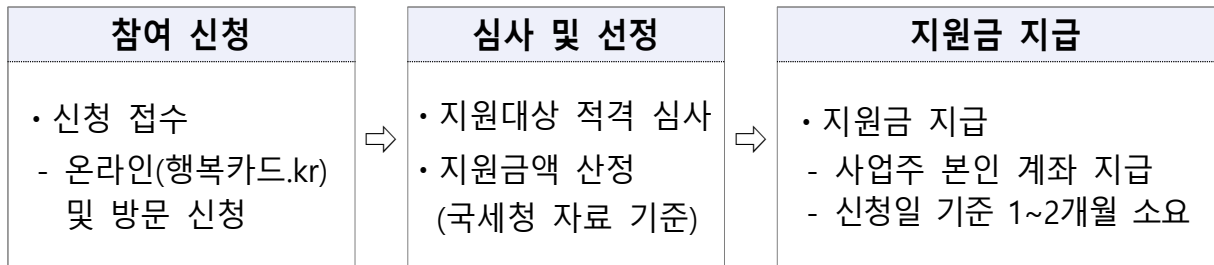 참여 신청
・신청 접수
- 온라인(행복카드.kr)
및 방문 신청
⇨
심사 및 선정
・지원대상 적격 심사
・지원금액 산정
(국세청 자료 기준)
⇨
지원금 지급
・지원금 지급
- 사업주 본인 계좌 지급
- 신청일 기준 1~2개월 소요